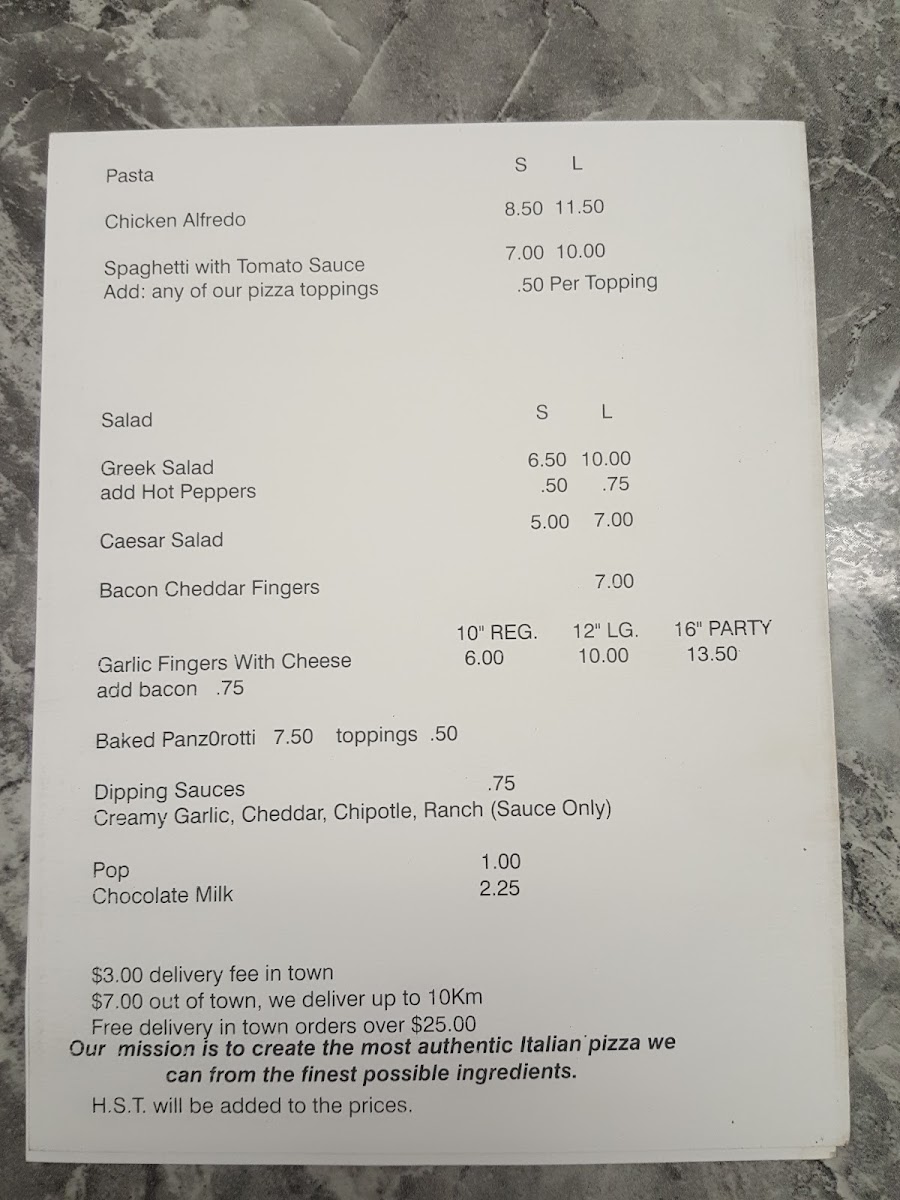 Pasta S L
Chicken Alfredo 8.50 11.50
Spaghetti with Tomato Sauce 7.00 10.00
Add: any of our pizza toppings .50 Per Topping
Salad S L
Greek Salad 6.50 10.00
add Hot Peppers .50 .75
Caesar Salad 5.00 7.00
Bacon Cheddar Fingers 7.00
10" REG. 12" LG. 16" PARTY
Garlic Fingers With Cheese 6.00 10.00 13.50
add bacon .75
Baked Panz0rotti 7.50 toppings .50
Dipping Sauces .75
Creamy Garlic, Cheddar, Chipotle, Ranch (Sauce Only)
Pop 1.00
Chocolate Milk 2.25
$3.00 delivery fee in town
$7.00 out of town, we deliver up to 10Km
Free delivery in town orders over $25.00
Our mission is to create the most authentic Italian pizza we
can from the finest possible ingredients.
H.S.T. will be added to the prices.